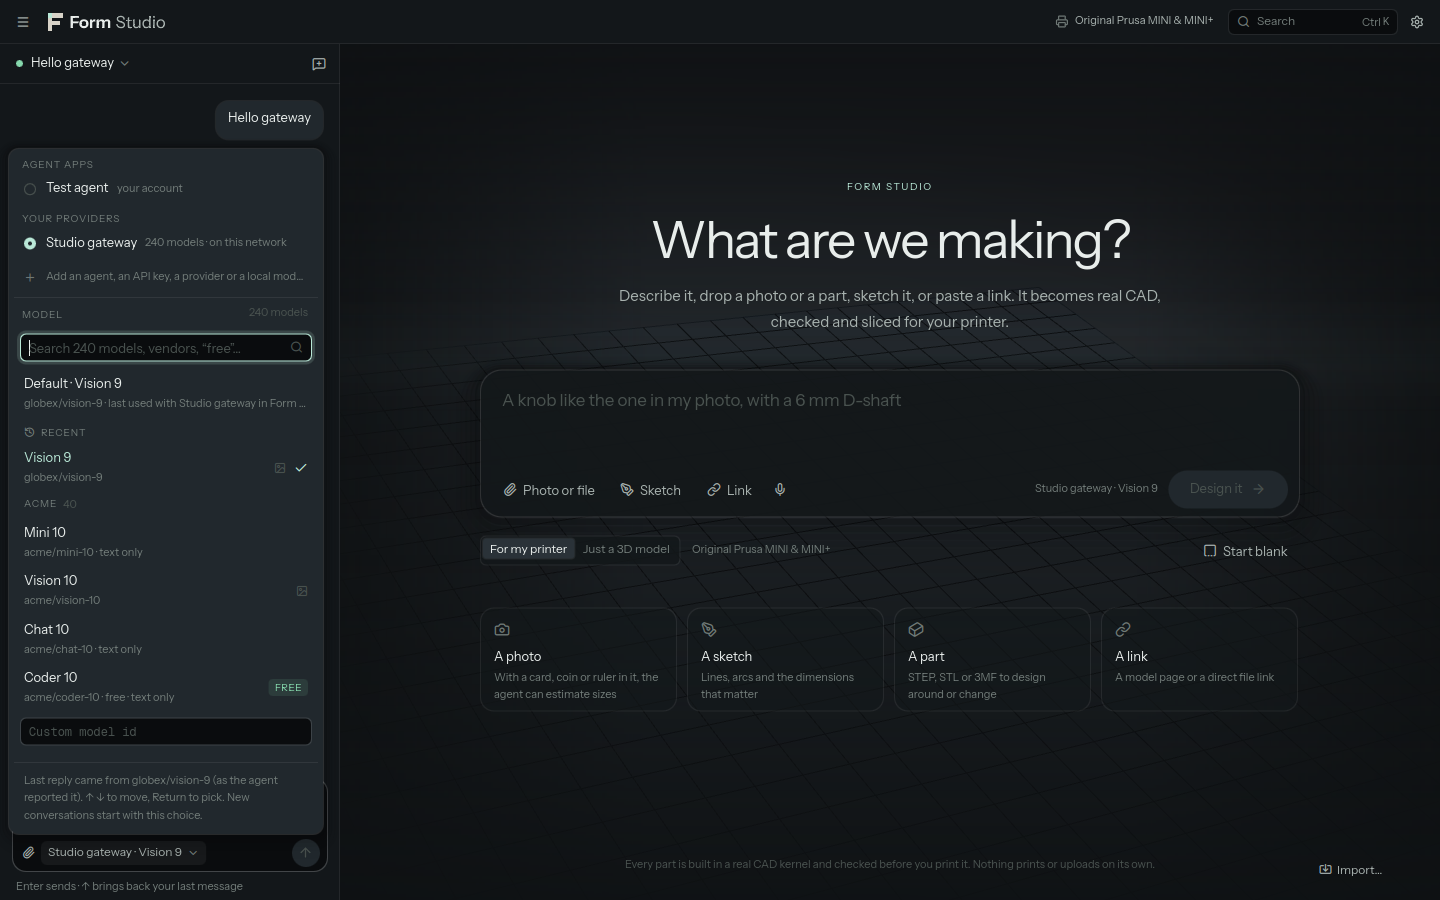 Form Studio
Original Prusa MINI & MINI+
Search
Ctrl K
Hello gateway
Hello gateway
AGENT APPS
Test agent your account
YOUR PROVIDERS
Studio gateway 240 models · on this network
+ Add an agent, an API key, a provider or a local mod...
MODEL
240 models
Search 240 models, vendors, “free”...
Default · Vision 9
globex/vision-9 · last used with Studio gateway in Form ...
RECENT
Vision 9
globex/vision-9
ACME 40
Mini 10
acme/mini-10 · text only
Vision 10
acme/vision-10
Chat 10
acme/chat-10 · text only
Coder 10
acme/coder-10 · free · text only
FREE
Custom model id
Last reply came from globex/vision-9 (as the agent
reported it). ↑ ↓ to move, Return to pick. New
conversations start with this choice.
Studio gateway · Vision 9
Enter sends · ↑ brings back your last message
FORM STUDIO
What are we making?
Describe it, drop a photo or a part, sketch it, or paste a link. It becomes real CAD,
checked and sliced for your printer.
A knob like the one in my photo, with a 6 mm D-shaft
Photo or file
Sketch
Link
Studio gateway · Vision 9
Design it
For my printer
Just a 3D model
Original Prusa MINI & MINI+
Start blank
A photo
With a card, coin or ruler in it, the
agent can estimate sizes
A sketch
Lines, arcs and the dimensions
that matter
A part
STEP, STL or 3MF to design
around or change
A link
A model page or a direct file link
Every part is built in a real CAD kernel and checked before you print it. Nothing prints or uploads on its own.
Import...